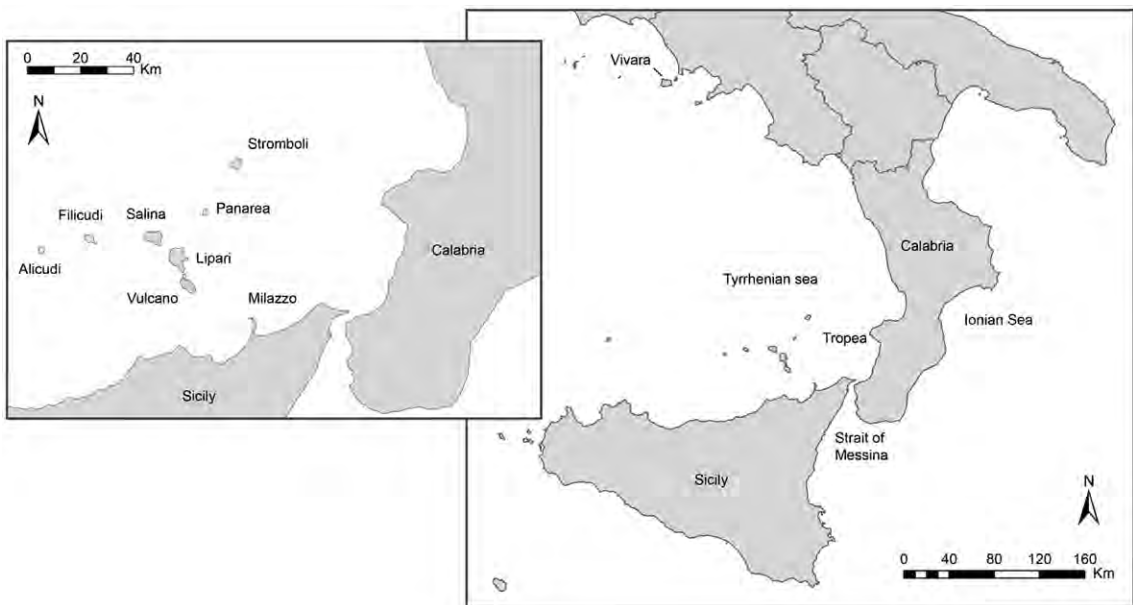 0 20 40
Km
N
Stromboli
Filicudi
Salina
Panarea
Alicudi
Lipari
Vulcano
Milazzo
Calabria
Sicily
Vivara
Calabria
Tyrrhenian sea
Tropea
Ionian Sea
Strait of
Messina
Sicily
N
0 40 80 120 160
Km